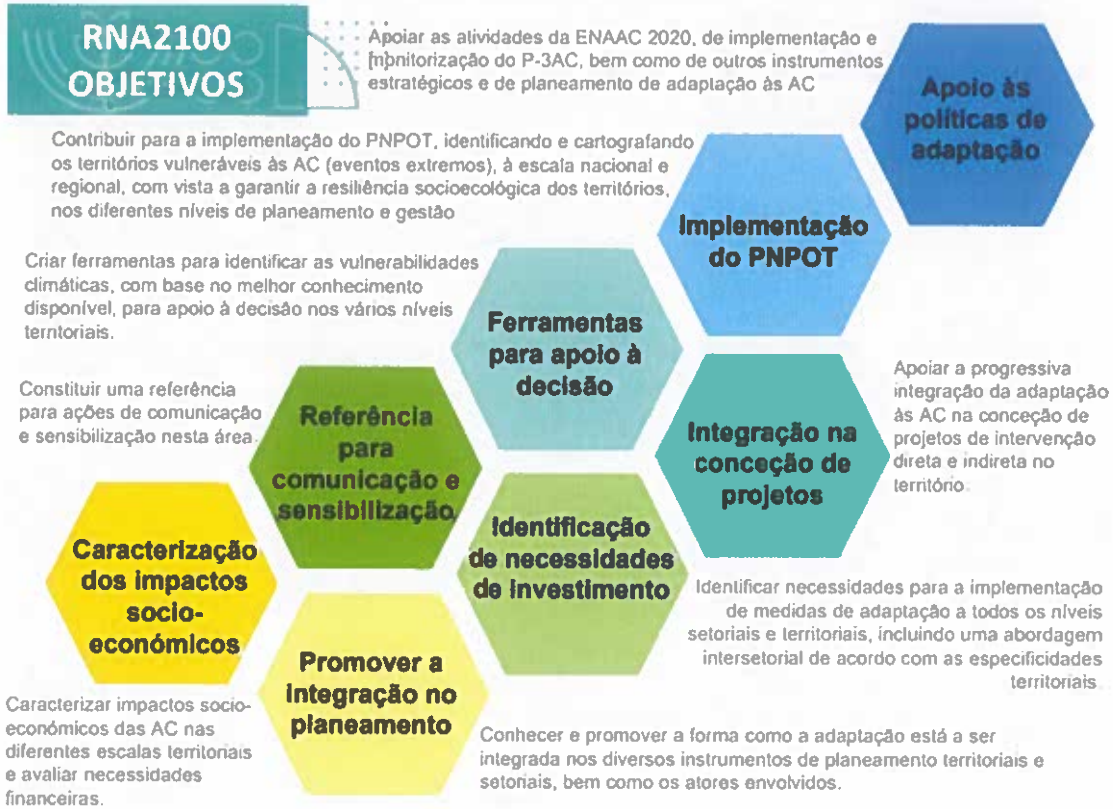 RNA2100
OBJETIVOS
Apoiar as atividades da ENAAC 2020, de implementação e
monitorização do P-3AC, bem como de outros instrumentos
estratégicos e de planeamento de adaptação às AC
Apoio às
políticas de
adaptação
Contribuir para a implementação do PNPOT, identificando e cartografando
os territórios vulneráveis às AC (eventos extremos), à escala nacional e
regional, com vista a garantir a resiliência socioecológica dos territórios,
nos diferentes níveis de planeamento e gestão
Implementação
do PNPOT
Criar ferramentas para identificar as vulnerabilidades
climáticas, com base no melhor conhecimento
disponível, para apoio à decisão nos vários níveis
territoriais.
Ferramentas
para apoio à
decisão
Constituir uma referência
para ações de comunicação
e sensibilização nesta área.
Referência
para
comunicação e
sensibilização
Integração na
conceção de
projetos
Apoiar a progressiva
integração da adaptação
às AC na conceção de
projetos de intervenção
direta e indireta no
território.
Caracterização
dos impactos
socio-
económicos
Identificação
de necessidades
de investimento
Identificar necessidades para a implementação
de medidas de adaptação a todos os níveis
setoriais e territoriais, incluindo uma abordagem
intersetorial de acordo com as especificidades
territoriais
Promover a
integração no
planeamento
Caracterizar impactos socio-
económicos das AC nas
diferentes escalas territoriais
e avaliar necessidades
financeiras.
Conhecer e promover a forma como a adaptação está a ser
integrada nos diversos instrumentos de planeamento territoriais e
setoriais, bem como os atores envolvidos.